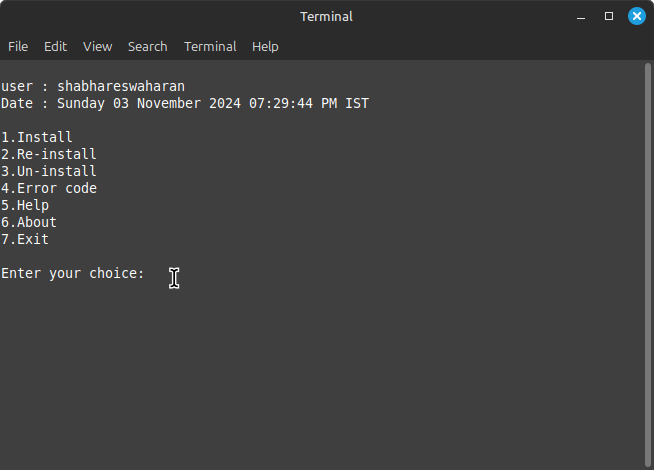 Terminal
File Edit View Search Terminal Help
user : shabhareswaharan
Date : Sunday 03 November 2024 07:29:44 PM IST
1.Install
2.Re-install
3.Un-install
4.Error code
5.Help
6.About
7.Exit
Enter your choice: